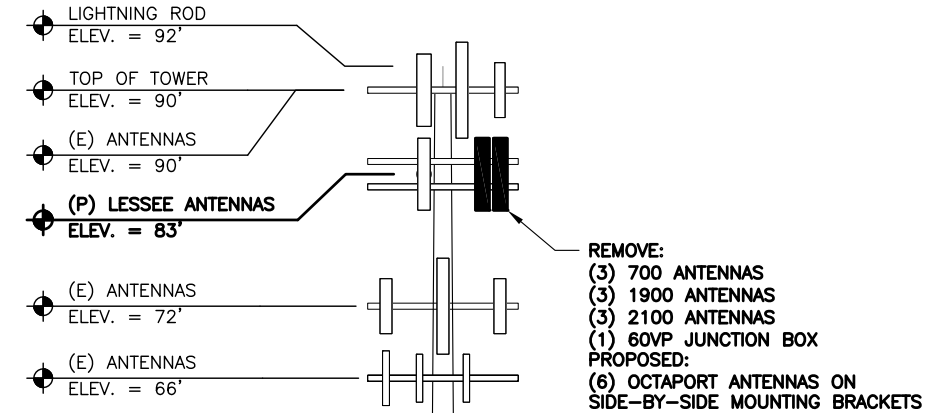 LIGHTNING ROD
ELEV. = 92'
TOP OF TOWER
ELEV. = 90'
(E) ANTENNAS
ELEV. = 90'
(P) LESSEE ANTENNAS
ELEV. = 83'
(E) ANTENNAS
ELEV. = 72'
(E) ANTENNAS
ELEV. = 66'
REMOVE:
(3) 700 ANTENNAS
(3) 1900 ANTENNAS
(3) 2100 ANTENNAS
(1) 60VP JUNCTION BOX
PROPOSED:
(6) OCTAPORT ANTENNAS ON
SIDE-BY-SIDE MOUNTING BRACKETS